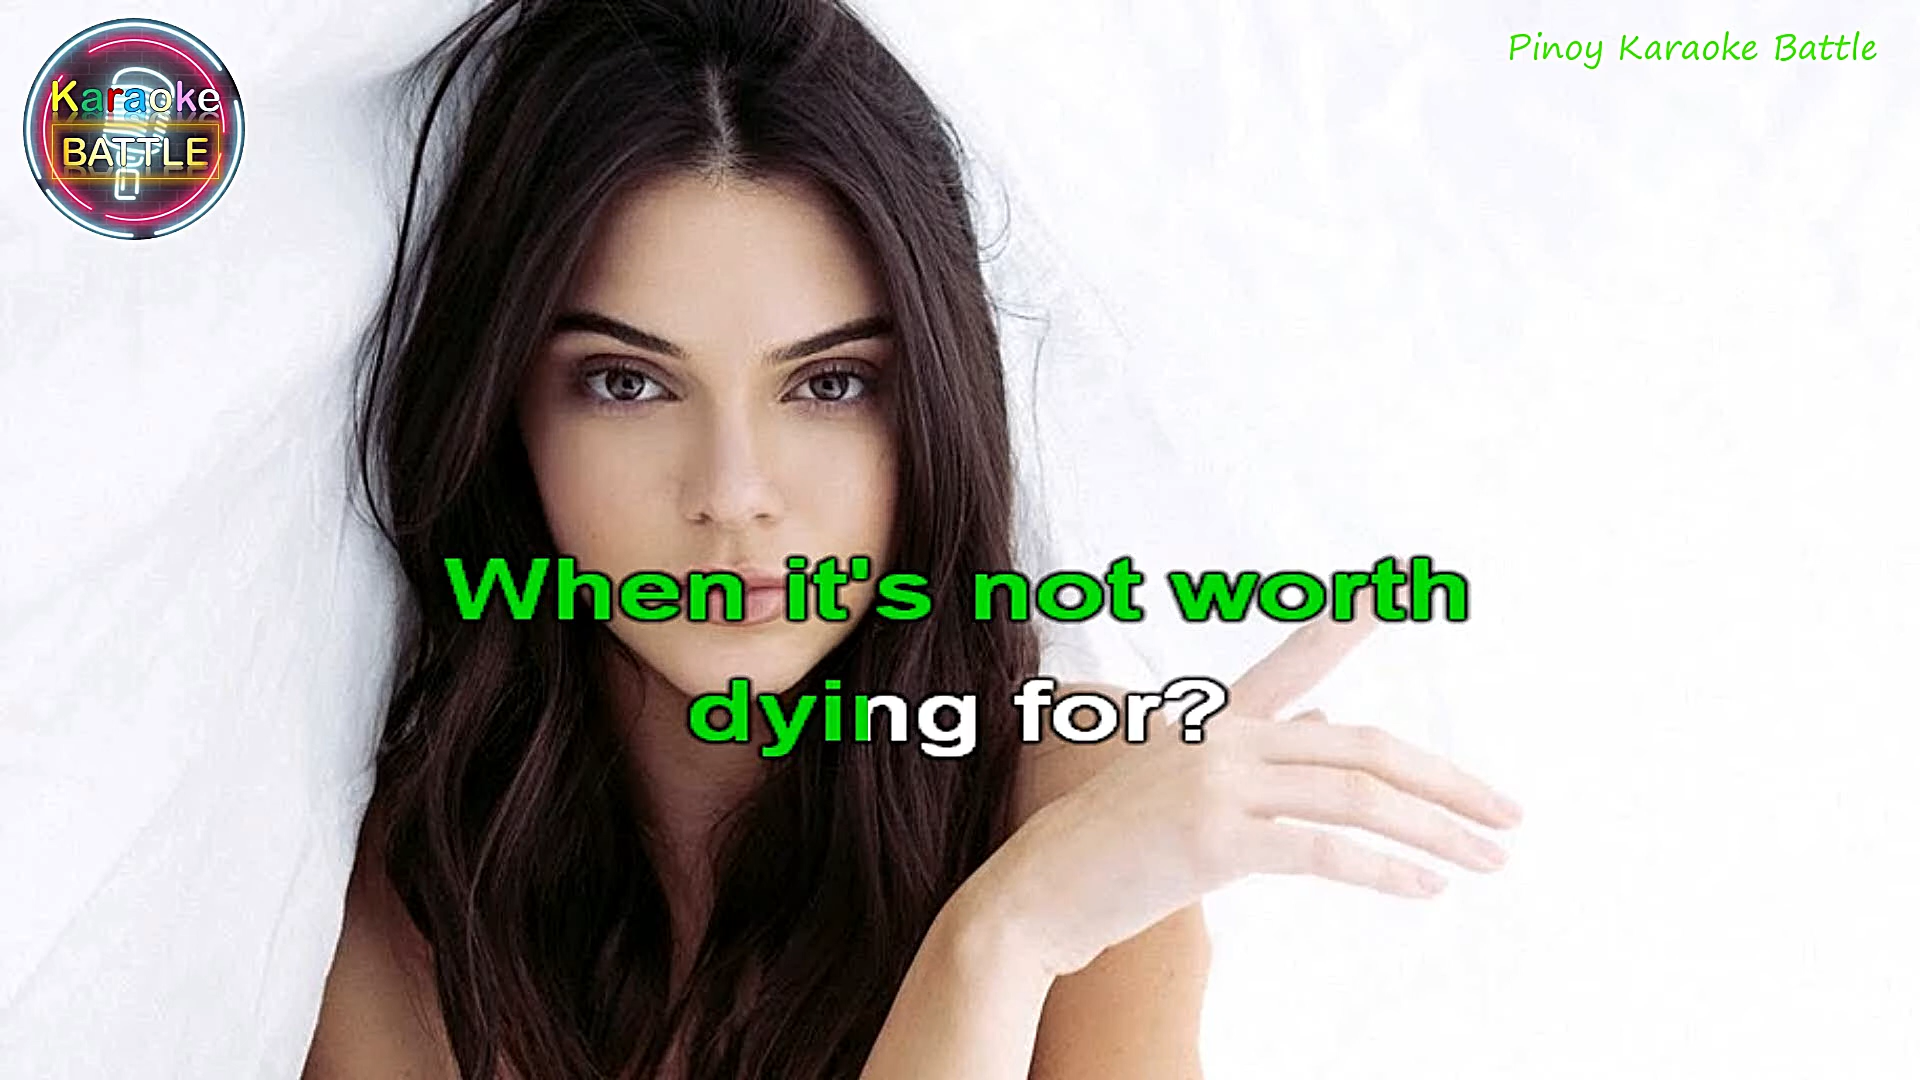 Karaoke
BATTLE
Pinoy Karaoke Battle
When it's not worth
dying for?